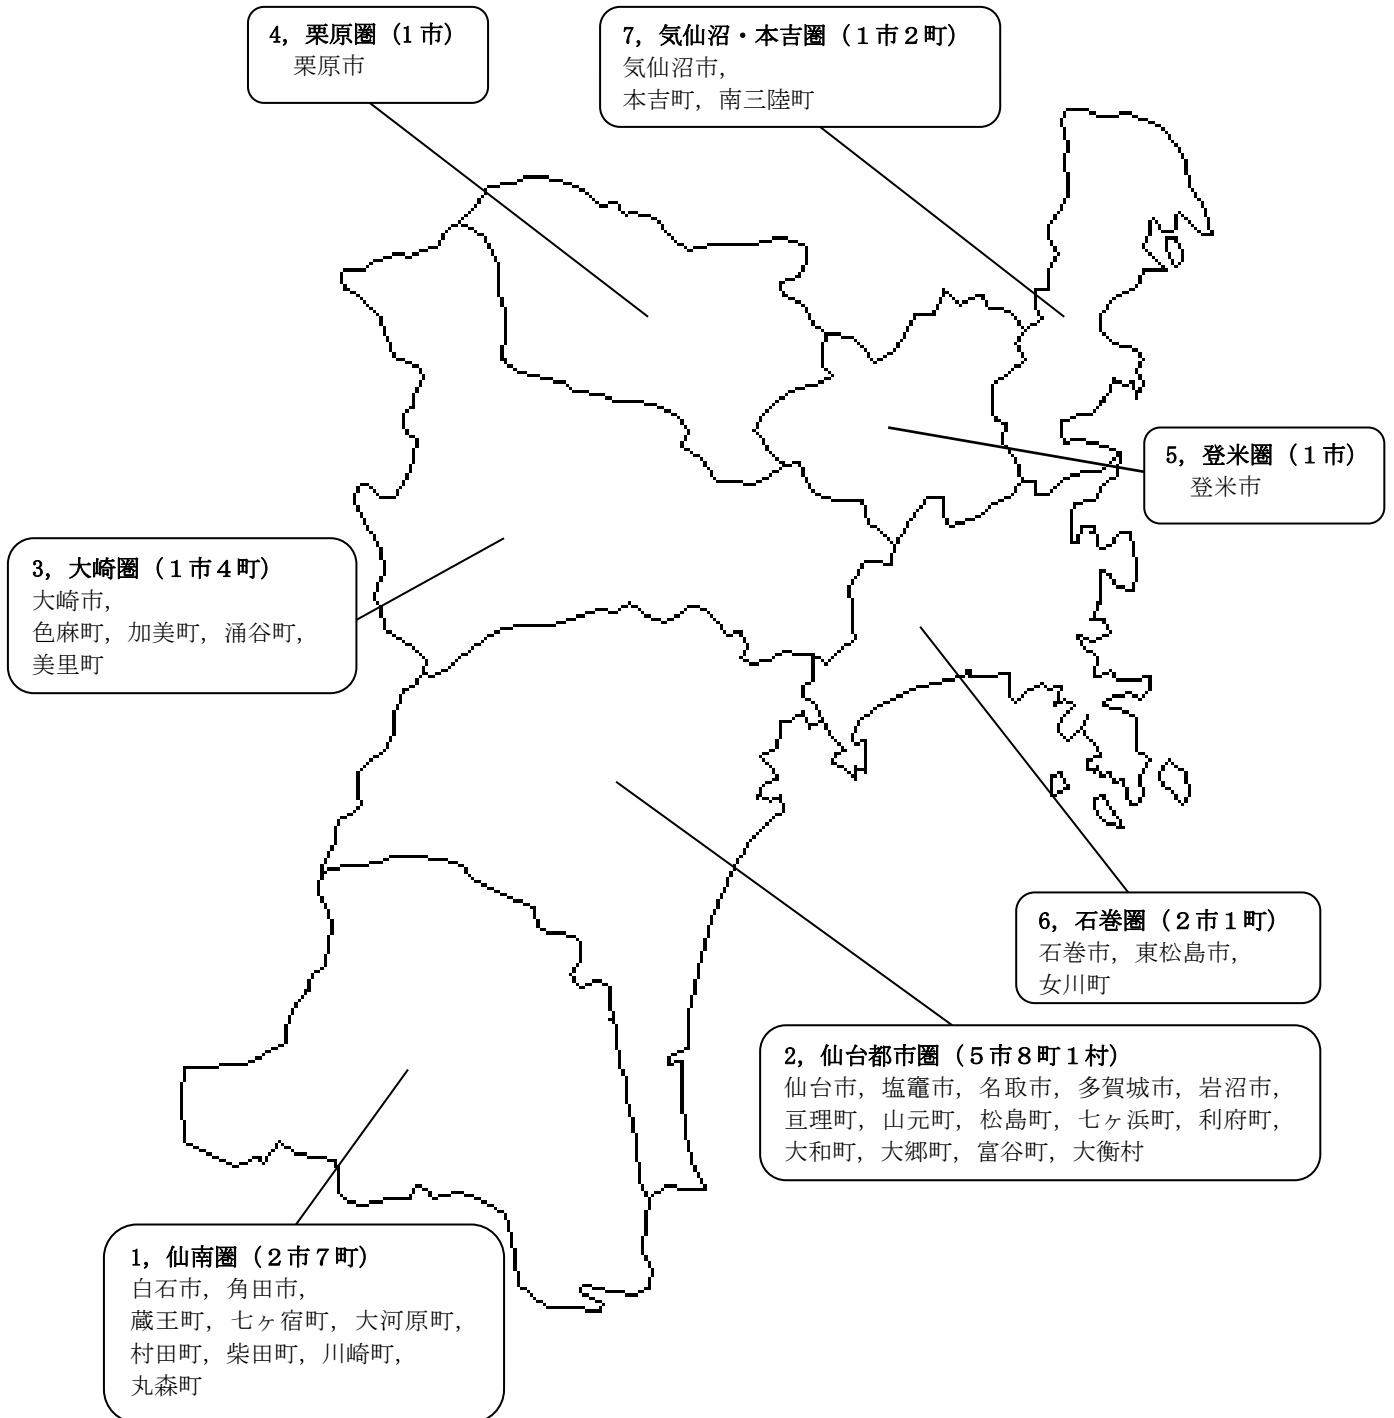 4, 栗原圏（1市）
栗原市
7, 気仙沼・本吉圏（１市２町）
気仙沼市,
本吉町, 南三陸町
5, 登米圏（１市）
登米市
3, 大崎圏（１市４町）
大崎市,
色麻町, 加美町, 涌谷町,
美里町
6, 石巻圏（２市１町）
石巻市, 東松島市,
女川町
2, 仙台都市圏（５市８町１村）
仙台市, 塩竈市, 名取市, 多賀城市, 岩沼市,
亘理町, 山元町, 松島町, 七ヶ浜町, 利府町,
大和町, 大郷町, 富谷町, 大衡村
1, 仙南圏（２市７町）
白石市, 角田市,
蔵王町, 七ヶ宿町, 大河原町,
村田町, 柴田町, 川崎町,
丸森町